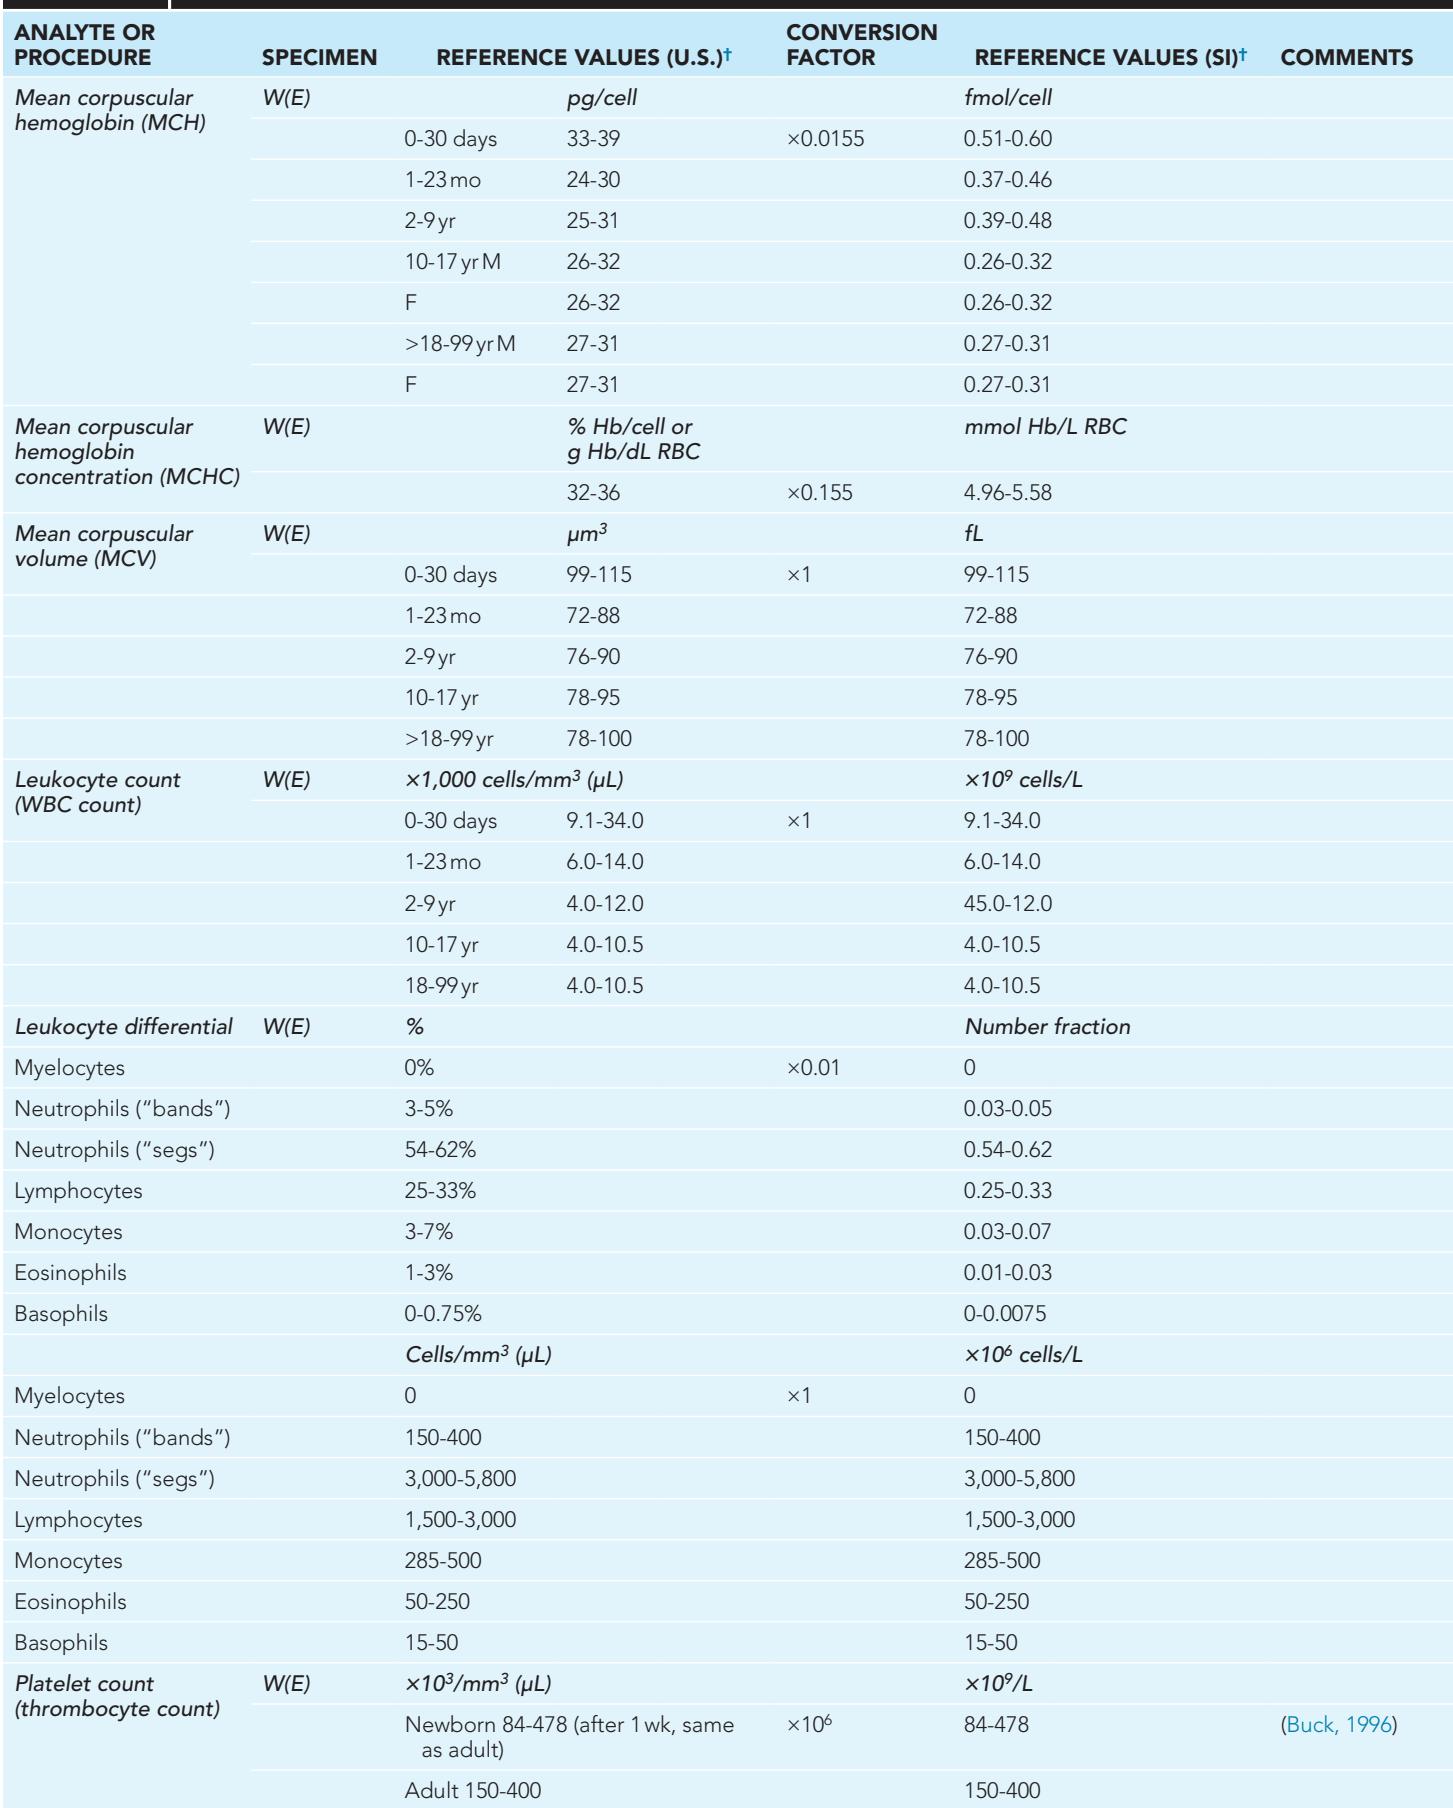 ANALYTE OR PROCEDURE SPECIMEN REFERENCE VALUES (U.S.)† CONVERSION FACTOR REFERENCE VALUES (SI)† COMMENTS
Mean corpuscular hemoglobin (MCH) W(E) pg/cell fmol/cell
0-30 days 33-39 ×0.0155 0.51-0.60
1-23 mo 24-30 0.37-0.46
2-9 yr 25-31 0.39-0.48
10-17 yr M 26-32 0.26-0.32
F 26-32 0.26-0.32
>18-99 yr M 27-31 0.27-0.31
F 27-31 0.27-0.31
Mean corpuscular hemoglobin concentration (MCHC) W(E) % Hb/cell or g Hb/dL RBC mmol Hb/L RBC
32-36 ×0.155 4.96-5.58
Mean corpuscular volume (MCV) W(E) µm³ fL
0-30 days 99-115 ×1 99-115
1-23 mo 72-88 72-88
2-9 yr 76-90 76-90
10-17 yr 78-95 78-95
>18-99 yr 78-100 78-100
Leukocyte count (WBC count) W(E) ×1,000 cells/mm³ (µL) ×10⁹ cells/L
0-30 days 9.1-34.0 ×1 9.1-34.0
1-23 mo 6.0-14.0 6.0-14.0
2-9 yr 4.0-12.0 45.0-12.0
10-17 yr 4.0-10.5 4.0-10.5
18-99 yr 4.0-10.5 4.0-10.5
Leukocyte differential W(E) % Number fraction
Myelocytes 0% ×0.01 0
Neutrophils (“bands”) 3-5% 0.03-0.05
Neutrophils (“segs”) 54-62% 0.54-0.62
Lymphocytes 25-33% 0.25-0.33
Monocytes 3-7% 0.03-0.07
Eosinophils 1-3% 0.01-0.03
Basophils 0-0.75% 0-0.0075
Cells/mm³ (µL) ×10⁶ cells/L
Myelocytes 0 ×1 0
Neutrophils (“bands”) 150-400 150-400
Neutrophils (“segs”) 3,000-5,800 3,000-5,800
Lymphocytes 1,500-3,000 1,500-3,000
Monocytes 285-500 285-500
Eosinophils 50-250 50-250
Basophils 15-50 15-50
Platelet count (thrombocyte count) W(E) ×10³/mm³ (µL) ×10⁹/L
Newborn 84-478 (after 1 wk, same as adult) ×10⁶ 84-478 (Buck, 1996)
Adult 150-400 150-400